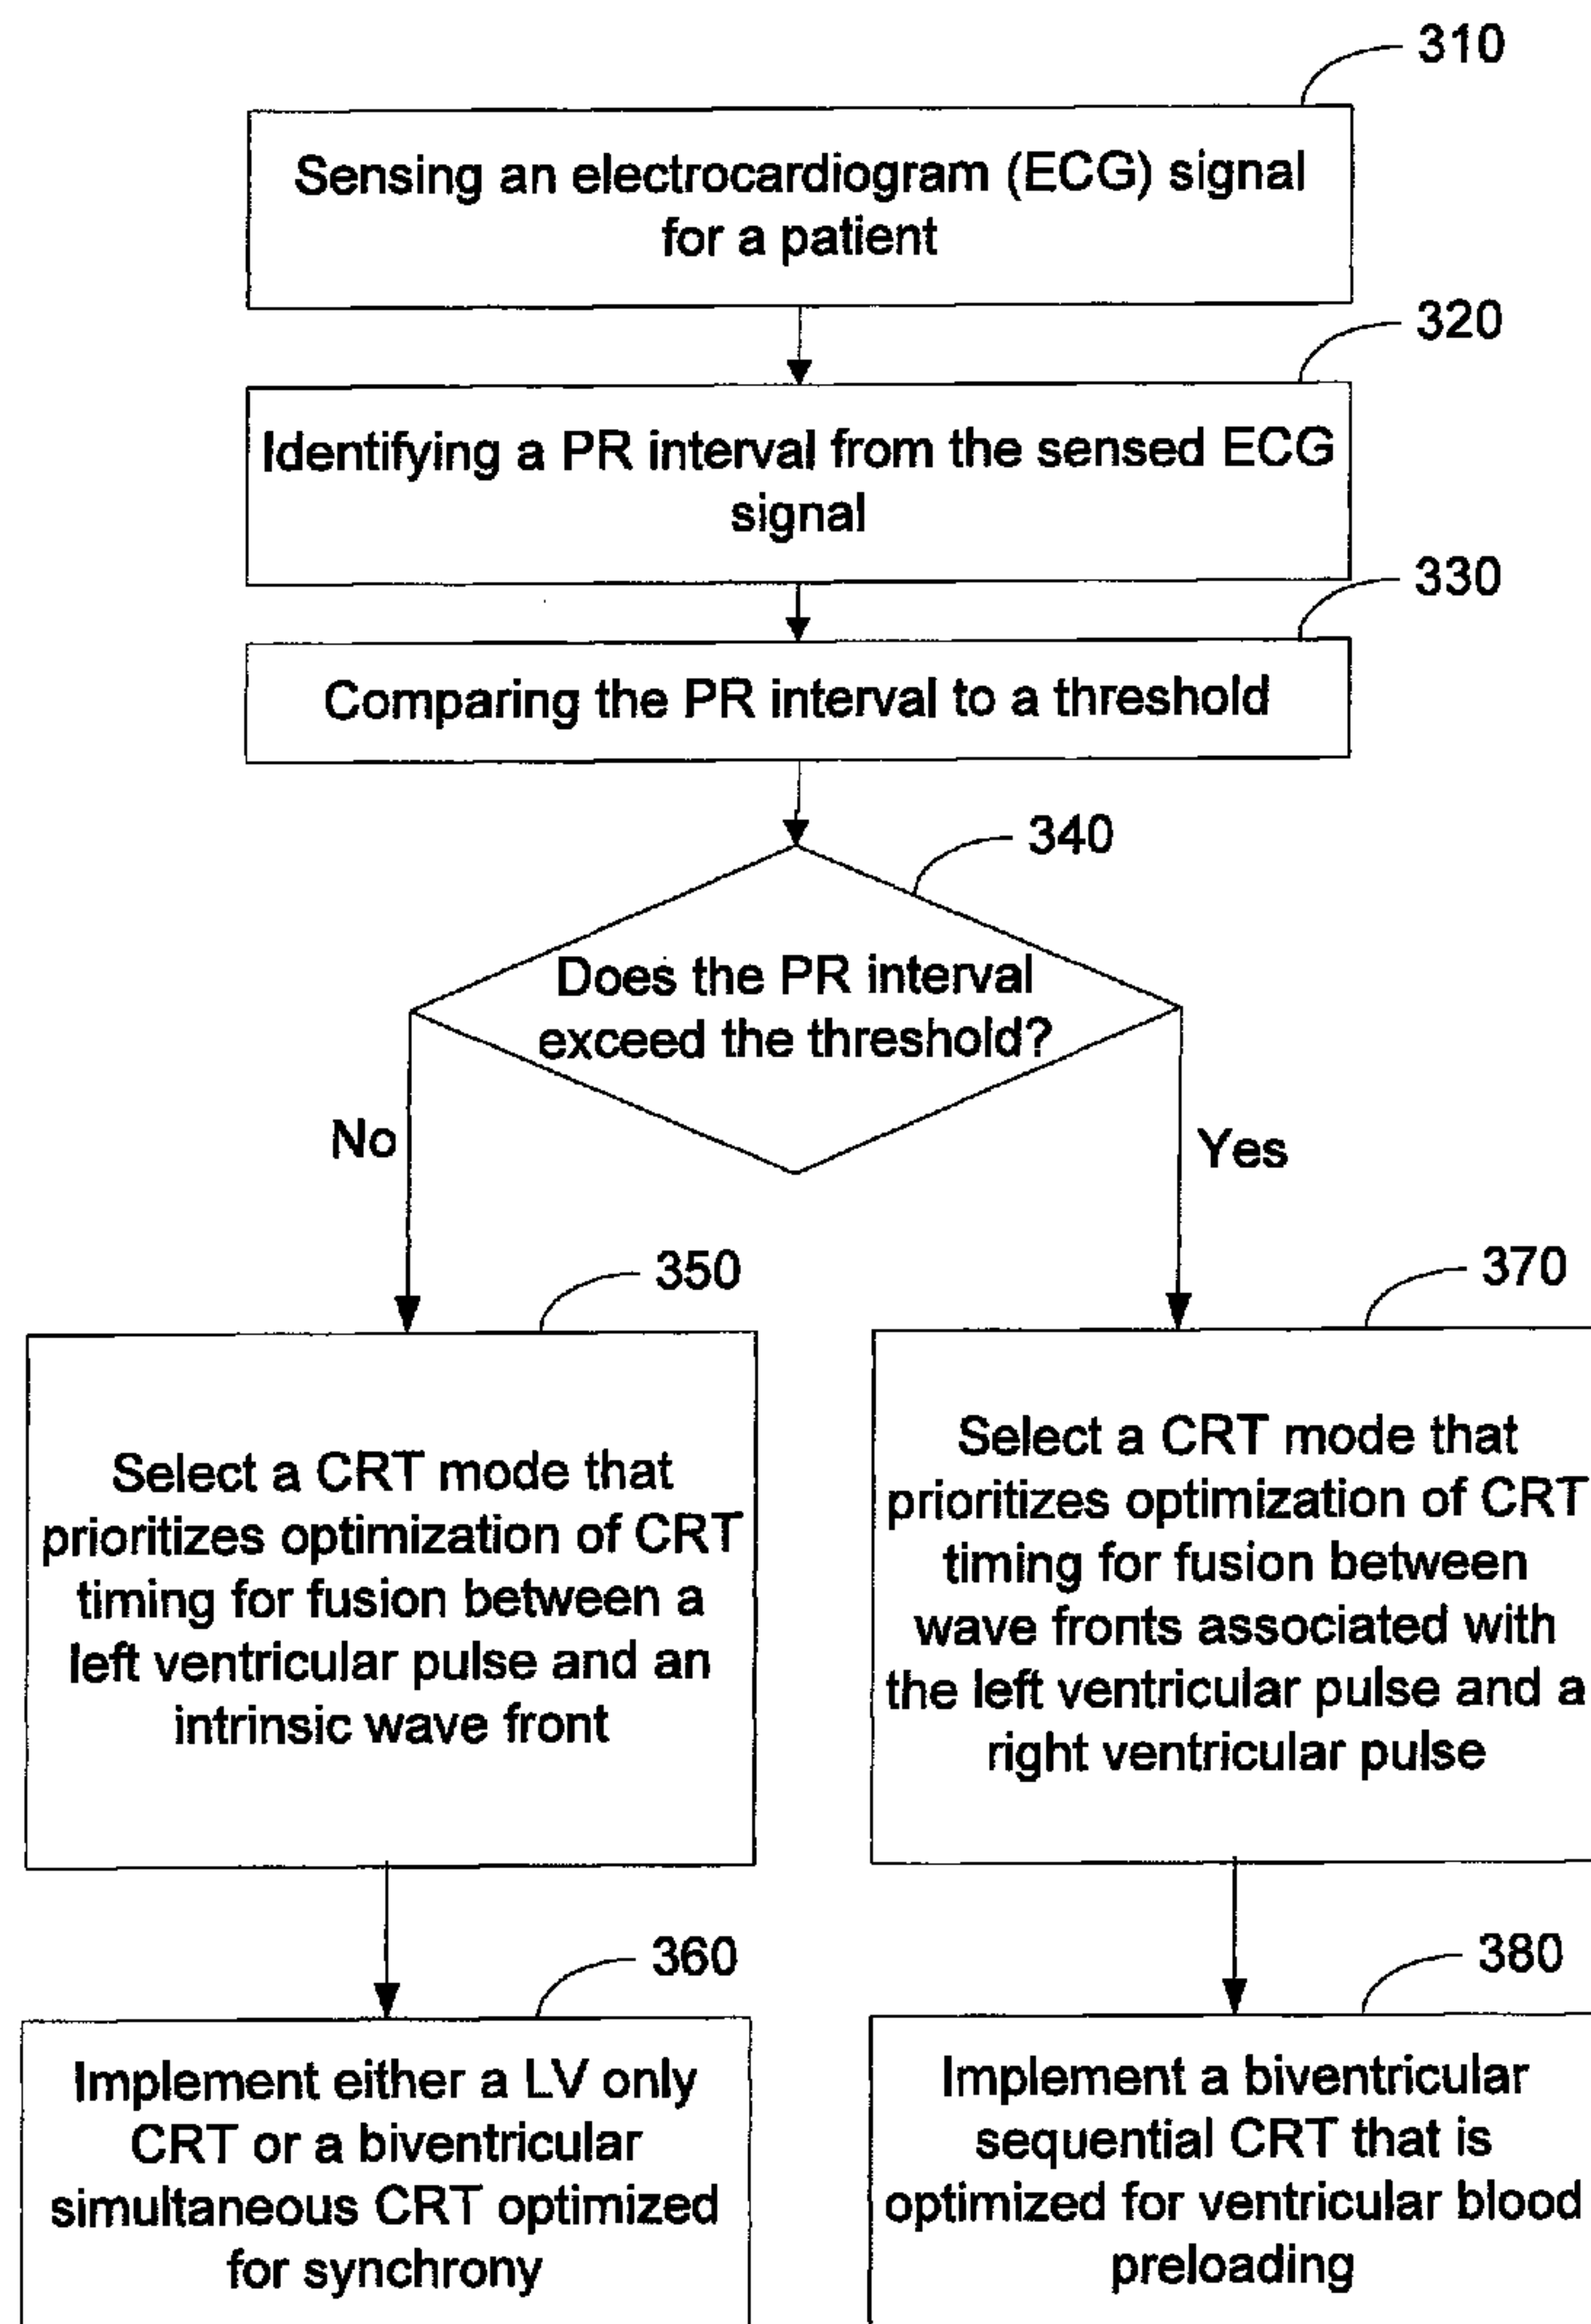 310
Sensing an electrocardiogram (ECG) signal
for a patient
320
Identifying a PR interval from the sensed ECG
signal
330
Comparing the PR interval to a threshold
340
Does the PR interval
exceed the threshold?
No
Yes
350
Select a CRT mode that
prioritizes optimization of CRT
timing for fusion between a
left ventricular pulse and an
intrinsic wave front
370
Select a CRT mode that
prioritizes optimization of CRT
timing for fusion between
wave fronts associated with
the left ventricular pulse and a
right ventricular pulse
360
Implement either a LV only
CRT or a biventricular
simultaneous CRT optimized
for synchrony
380
Implement a biventricular
sequential CRT that is
optimized for ventricular blood
preloading